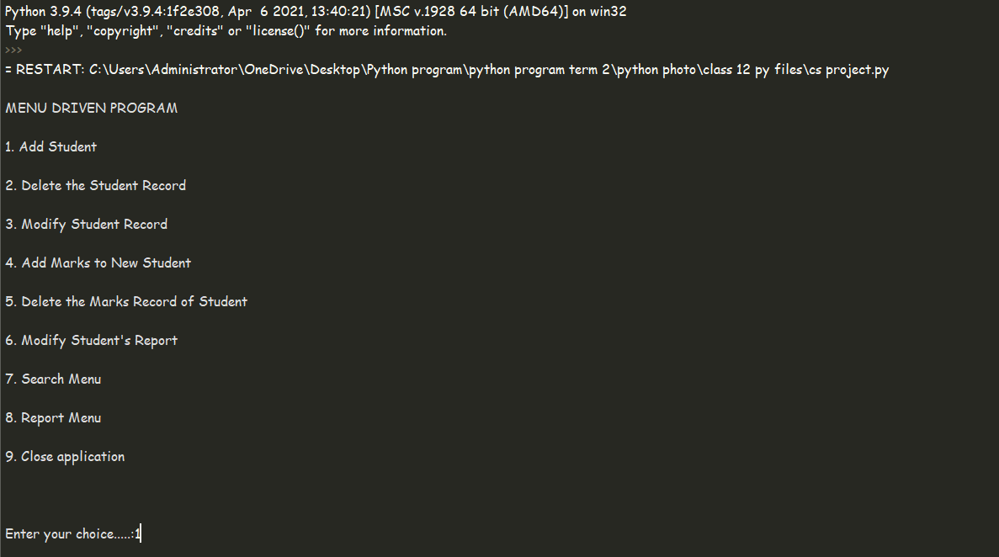 Python 3.9.4 (tags/v3.9.4:1f2e308, Apr  6 2021, 13:40:21) [MSC v.1928 64 bit (AMD64)] on win32
Type "help", "copyright", "credits" or "license()" for more information.
>>>
= RESTART: C:\Users\Administrator\OneDrive\Desktop\Python program\python program term 2\python photo\class 12 py files\cs project.py
MENU DRIVEN PROGRAM
1. Add Student
2. Delete the Student Record
3. Modify Student Record
4. Add Marks to New Student
5. Delete the Marks Record of Student
6. Modify Student's Report
7. Search Menu
8. Report Menu
9. Close application
Enter your choice.....:1